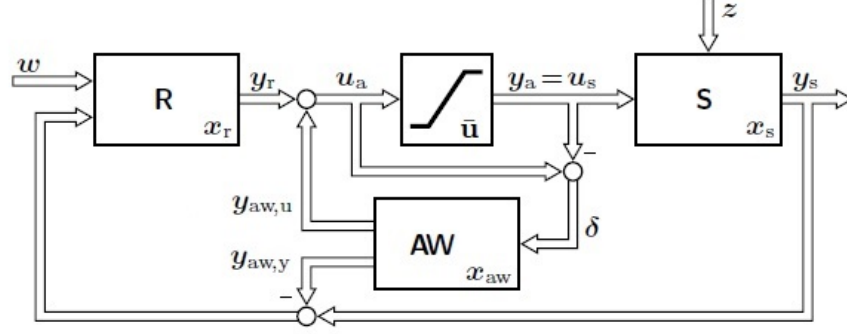 z
w
y_r
u_a
y_a = u_s
y_s
R
S
x_r
ū
x_s
–
y_aw,u
AW
δ
y_aw,y
x_aw
–